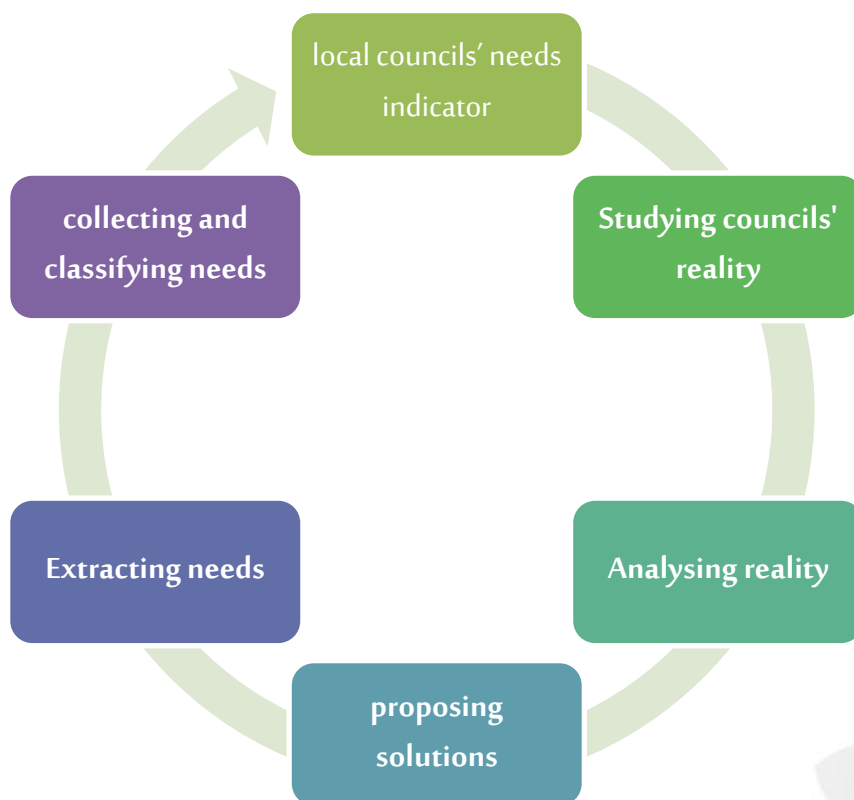 local councils’ needs
indicator
Studying councils'
reality
Analysing reality
proposing
solutions
Extracting needs
collecting and
classifying needs